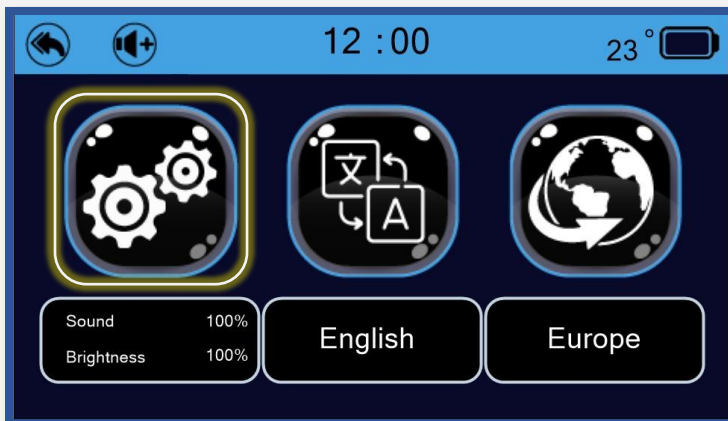 12 :00
23°
文
A
Sound 100%
Brightness 100%
English
Europe